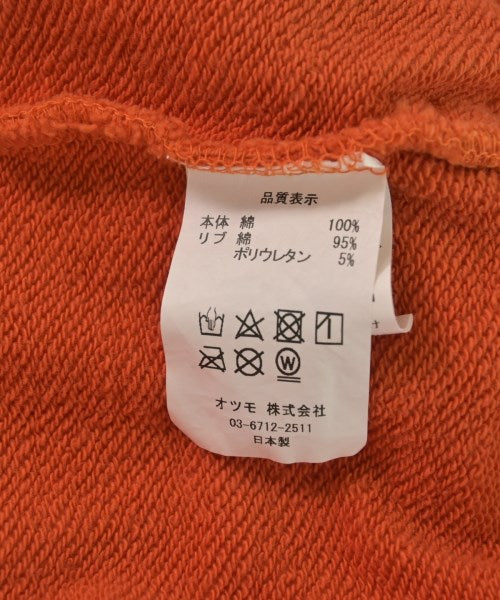 品質表示
本体 綿 100%
リブ 綿 95%
ポリウレタン 5%
W
オツモ 株式会社
03-6712-2511
日本製
さ